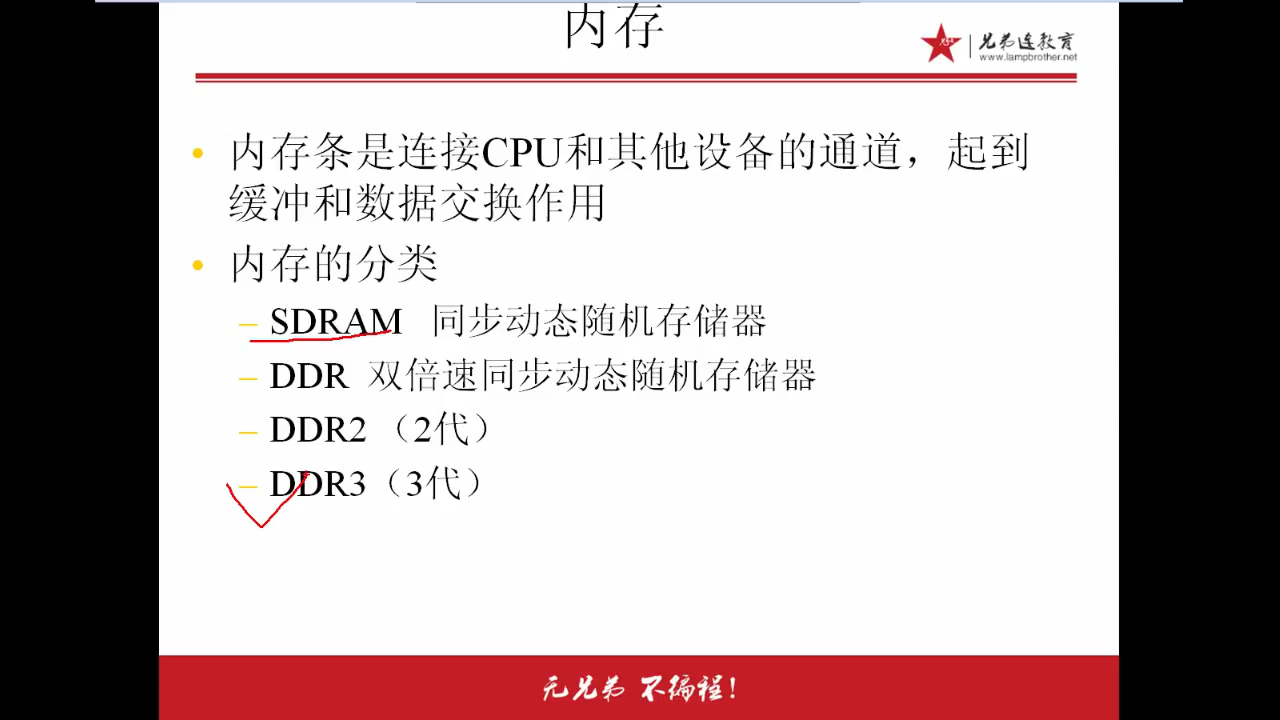 内存
兄弟连教育
www.lampbrother.net
• 内存条是连接CPU和其他设备的通道，起到
缓冲和数据交换作用
• 内存的分类
– SDRAM 同步动态随机存储器
– DDR 双倍速同步动态随机存储器
– DDR2 （2代）
– DDR3（3代）
无兄弟 不编程!